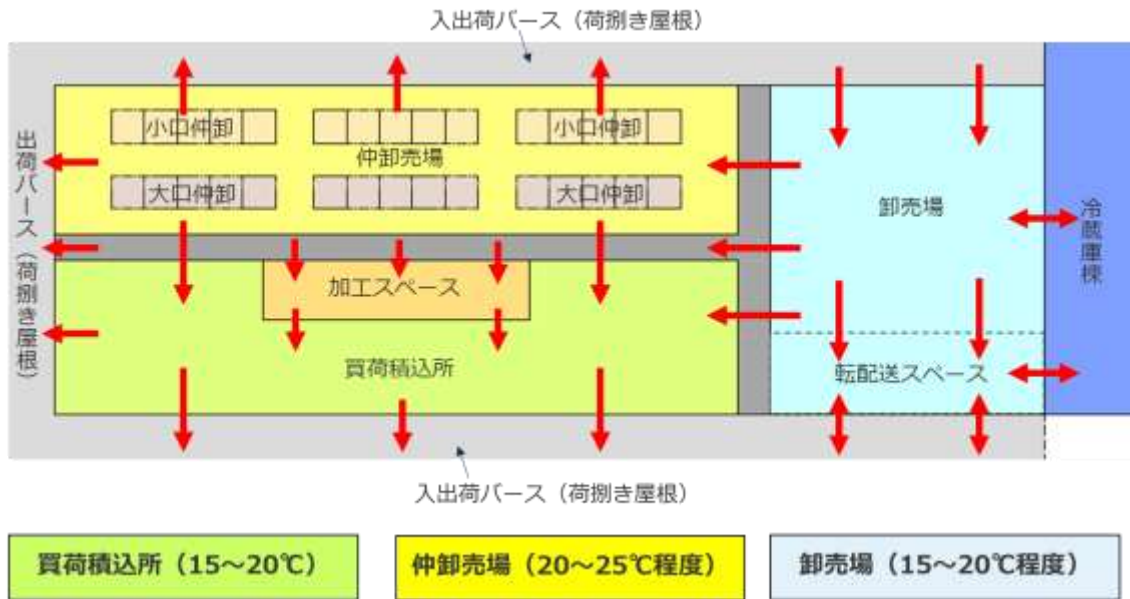 入出荷バース（荷捌き屋根）
小口仲卸
小口仲卸
仲卸売場
大口仲卸
大口仲卸
出荷バース（荷捌き屋根）
卸売場
冷蔵庫棟
加工スペース
買荷積込所
転配送スペース
入出荷バース（荷捌き屋根）
買荷積込所（15～20℃）
仲卸売場（20～25℃程度）
卸売場（15～20℃程度）